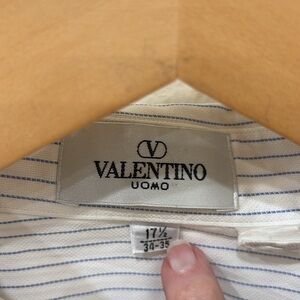 V
VALENTINO
UOMO
17½
34-35